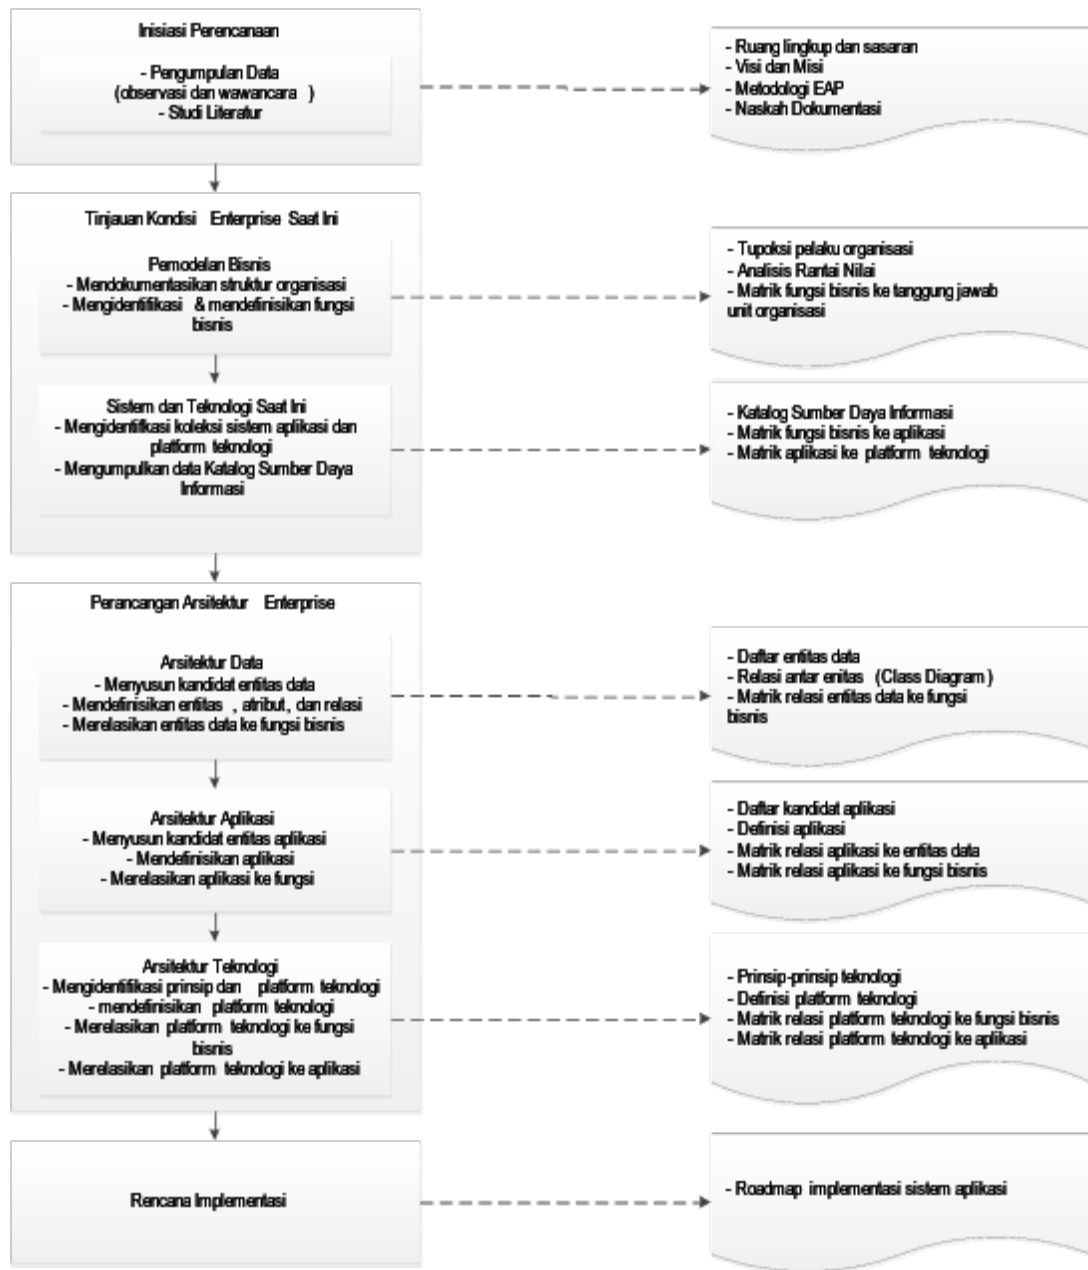 Inisiasi Perencanaan
- Pengumpulan Data
(observasi dan wawancara )
- Studi Literatur
- Ruang lingkup dan sasaran
- Visi dan Misi
- Metodologi EAP
- Naskah Dokumentasi
Tinjauan Kondisi Enterprise Saat Ini
Pemodelan Bisnis
- Mendokumentasikan struktur organisasi
- Mengidentifikasi & mendefinisikan fungsi
bisnis
- Tupoksi pelaku organisasi
- Analisis Rantai Nilai
- Matrik fungsi bisnis ke tanggung jawab
unit organisasi
Sistem dan Teknologi Saat Ini
- Mengidentifkasi koleksi sistem aplikasi dan
platform teknologi
- Mengumpulkan data Katalog Sumber Daya
Informasi
- Katalog Sumber Daya Informasi
- Matrik fungsi bisnis ke aplikasi
- Matrik aplikasi ke platform teknologi
Perancangan Arsitektur Enterprise
Arsitektur Data
- Menyusun kandidat entitas data
- Mendefinisikan entitas , atribut, dan relasi
- Merelasikan entitas data ke fungsi bisnis
- Daftar entitas data
- Relasi antar enitas (Class Diagram )
- Matrik relasi entitas data ke fungsi
bisnis
Arsitektur Aplikasi
- Menyusun kandidat entitas aplikasi
- Mendefinisikan aplikasi
- Merelasikan aplikasi ke fungsi
- Daftar kandidat aplikasi
- Definisi aplikasi
- Matrik relasi aplikasi ke entitas data
- Matrik relasi aplikasi ke fungsi bisnis
Arsitektur Teknologi
- Mengidentifikasi prinsip dan platform teknologi
- mendefinisikan platform teknologi
- Merelasikan platform teknologi ke fungsi
bisnis
- Merelasikan platform teknologi ke aplikasi
- Prinsip-prinsip teknologi
- Definisi platform teknologi
- Matrik relasi platform teknologi ke fungsi bisnis
- Matrik relasi platform teknologi ke aplikasi
Rencana Implementasi
- Roadmap implementasi sistem aplikasi